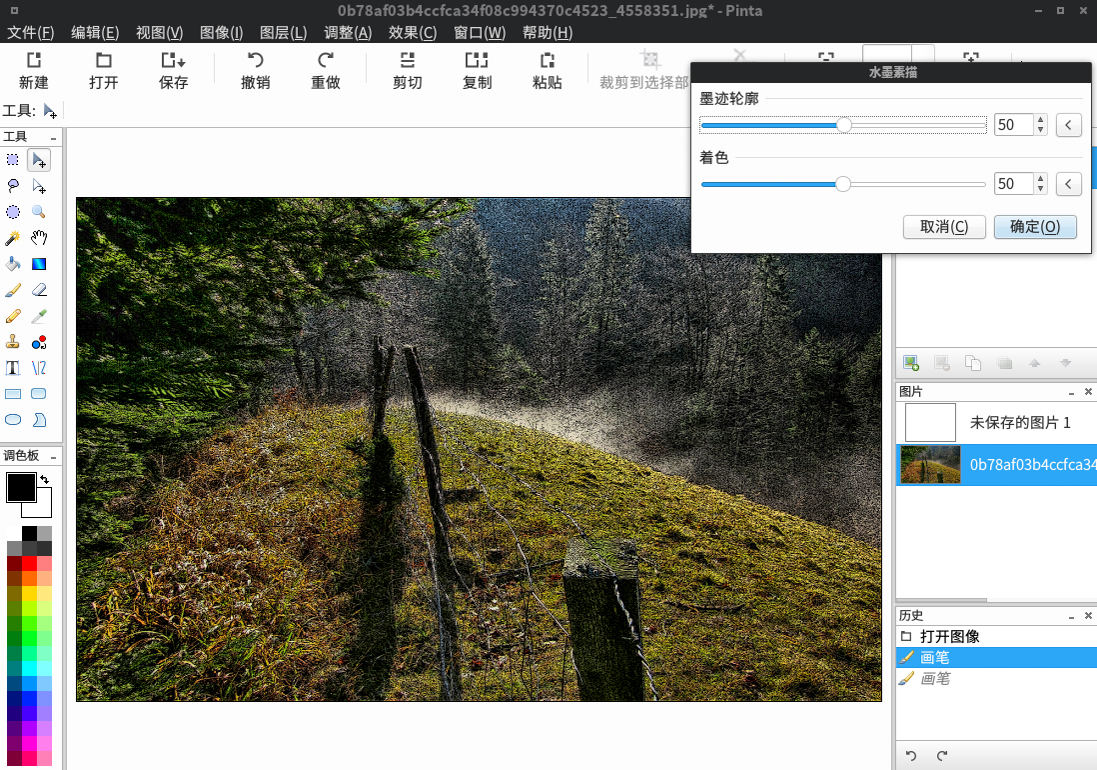 0b78af03b4ccfca34f08c994370c4523_4558351.jpg* - Pinta
文件(F) 编辑(E) 视图(V) 图像(I) 图层(L) 调整(A) 效果(C) 窗口(W) 帮助(H)
新建 打开 保存 撤销 重做 剪切 复制 粘贴 裁剪到选择部
工具:
工具
水墨素描
墨迹轮廓
50
着色
50
取消(C) 确定(O)
图片
未保存的图片 1
0b78af03b4ccfca34
调色板
历史
打开图像
画笔
画笔